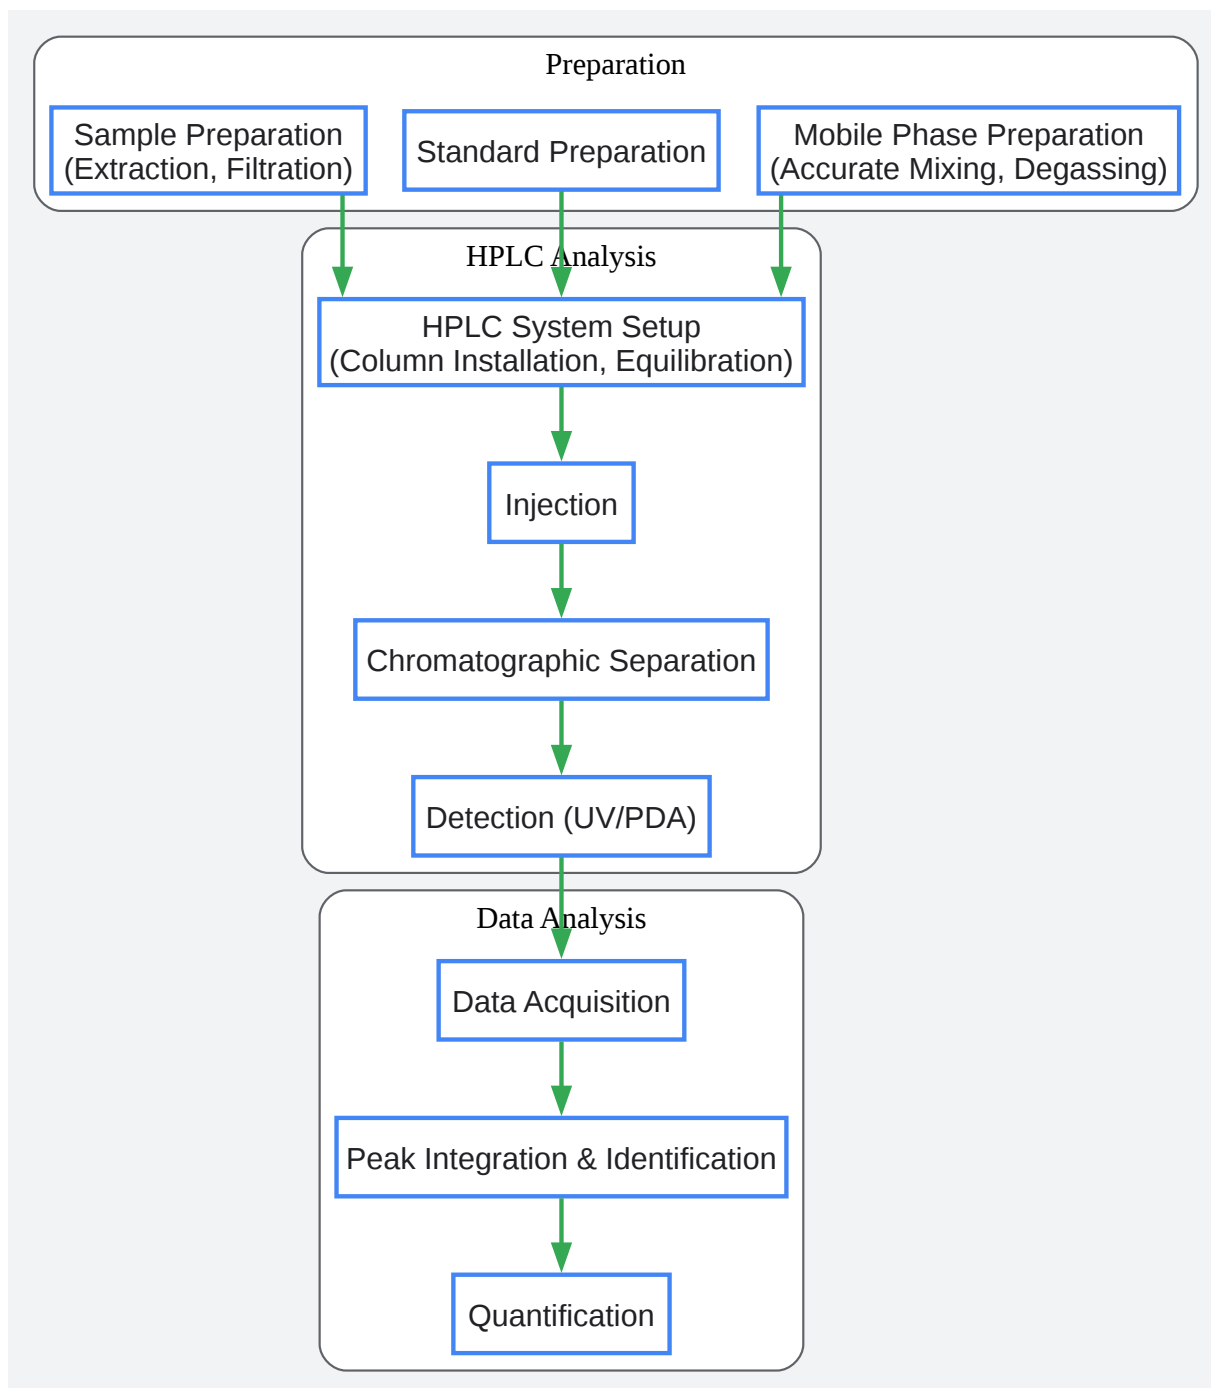 Preparation
Sample Preparation
(Extraction, Filtration)
Standard Preparation
Mobile Phase Preparation
(Accurate Mixing, Degassing)
HPLC Analysis
HPLC System Setup
(Column Installation, Equilibration)
Injection
Chromatographic Separation
Detection (UV/PDA)
Data Analysis
Data Acquisition
Peak Integration & Identification
Quantification